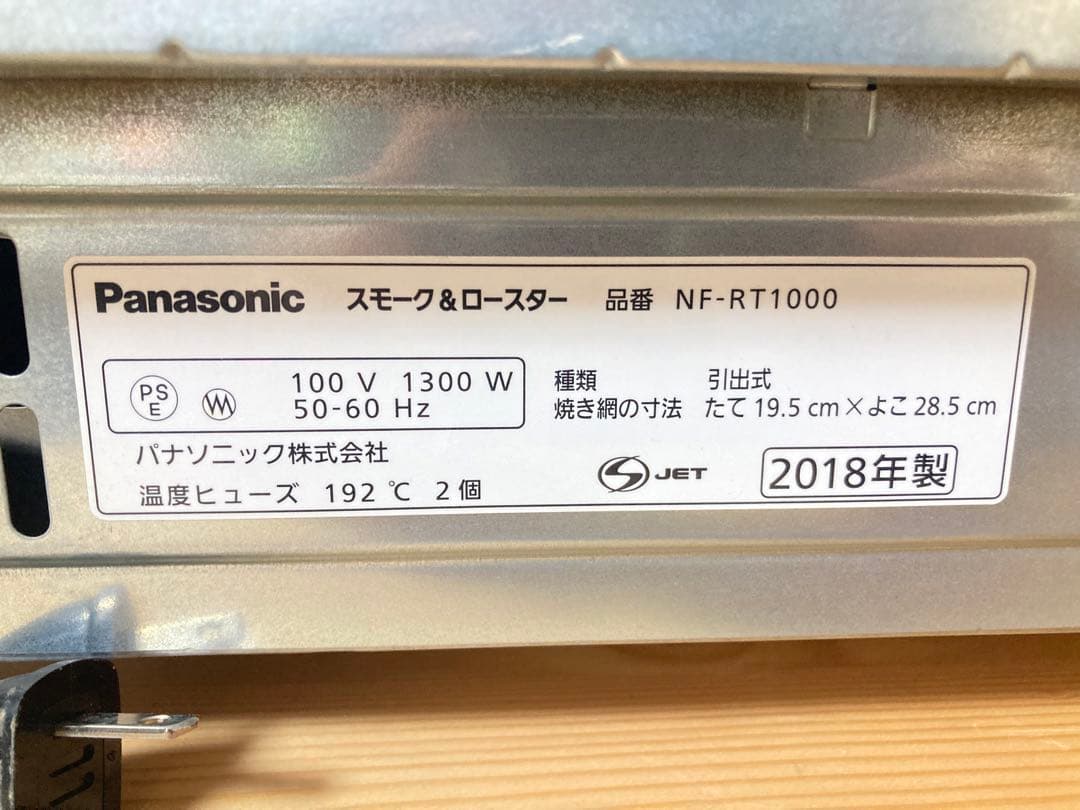 Panasonic スモーク&ロースター 品番 NF-RT1000
PS
E
100 V 1300 W
50-60 Hz
種類 引出式
焼き網の寸法 たて 19.5 cm×よこ 28.5 cm
パナソニック株式会社
温度ヒューズ 192 ℃ 2個
S JET
2018年製